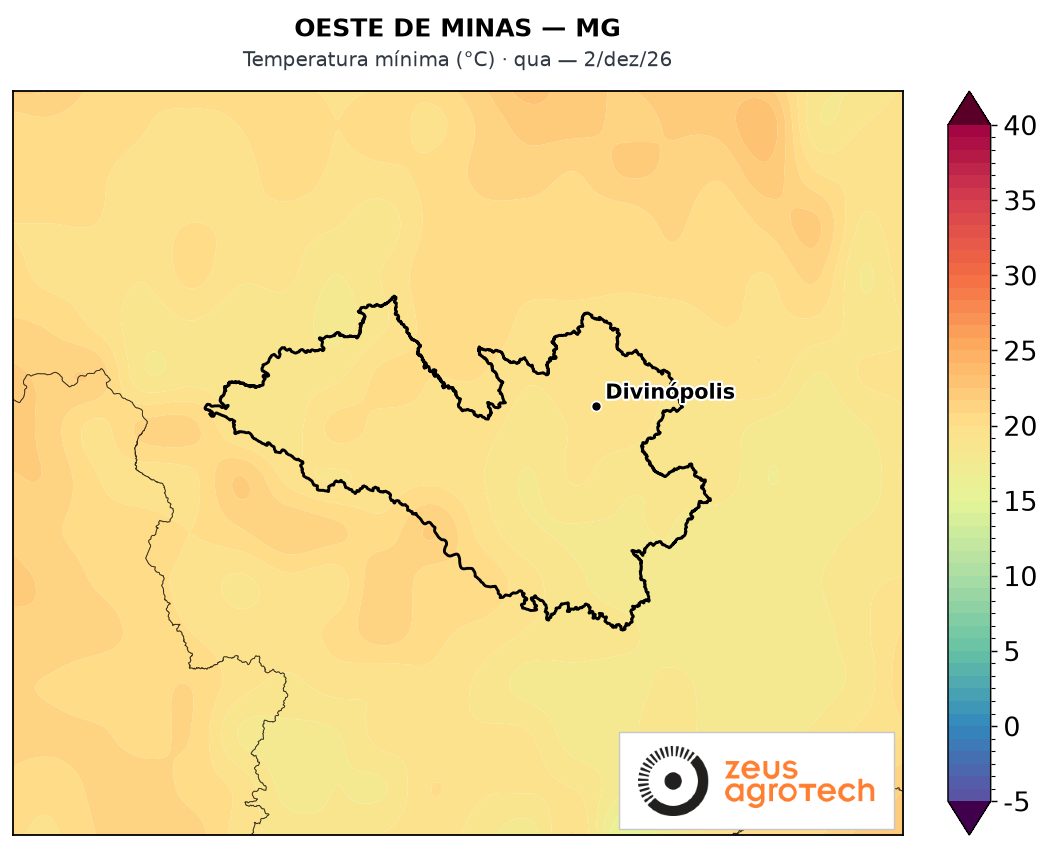 OESTE DE MINAS — MG
Temperatura mínima (°C) · qua — 2/dez/26
40
35
30
25
20
15
10
5
0
-5
Divinópolis
zeus
agrotech